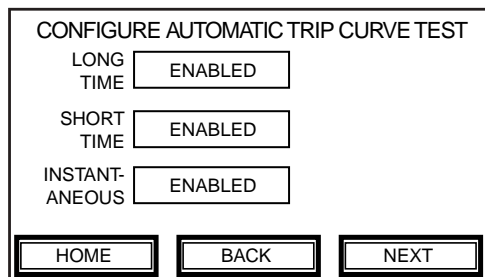 CONFIGURE AUTOMATIC TRIP CURVE TEST
LONG
TIME
ENABLED
SHORT
TIME
ENABLED
INSTANT-
ANEOUS
ENABLED
HOME
BACK
NEXT